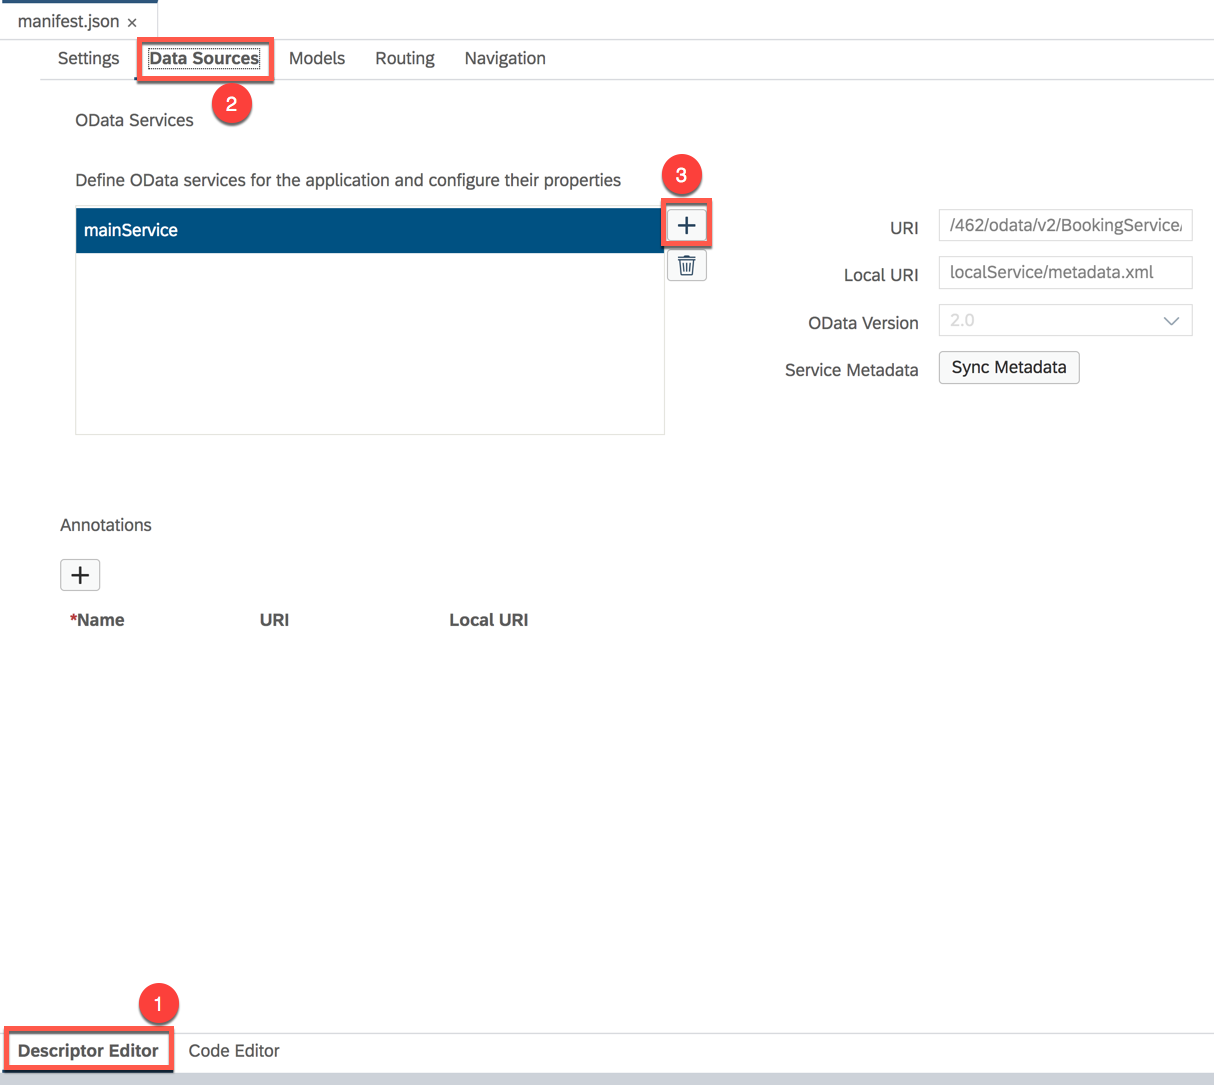 manifest.json ×
Settings Data Sources Models Routing Navigation
2
OData Services
Define OData services for the application and configure their properties
3
mainService
URI /462/odata/v2/BookingService/
Local URI localService/metadata.xml
OData Version 2.0
Service Metadata Sync Metadata
Annotations
*Name URI Local URI
1
Descriptor Editor Code Editor